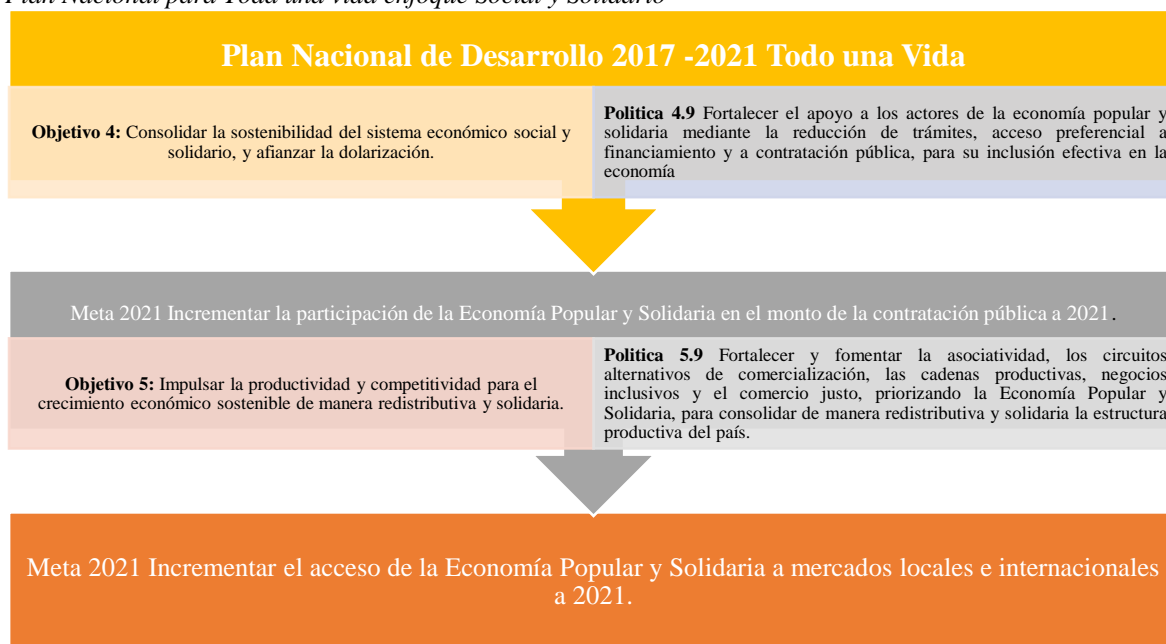 Plan Nacional para Toda una vida enfoque Social y Solidario
Plan Nacional de Desarrollo 2017 -2021 Todo una Vida
Objetivo 4: Consolidar la sostenibilidad del sistema económico social y
solidario, y afianzar la dolarización.
Politica 4.9 Fortalecer el apoyo a los actores de la economía popular y
solidaria mediante la reducción de trámites, acceso preferencial a
financiamiento y a contratación pública, para su inclusión efectiva en la
economía
Meta 2021 Incrementar la participación de la Economía Popular y Solidaria en el monto de la contratación pública a 2021.
Objetivo 5: Impulsar la productividad y competitividad para el
crecimiento económico sostenible de manera redistributiva y solidaria.
Politica 5.9 Fortalecer y fomentar la asociatividad, los circuitos
alternativos de comercialización, las cadenas productivas, negocios
inclusivos y el comercio justo, priorizando la Economía Popular y
Solidaria, para consolidar de manera redistributiva y solidaria la estructura
productiva del país.
Meta 2021 Incrementar el acceso de la Economía Popular y Solidaria a mercados locales e internacionales
a 2021.